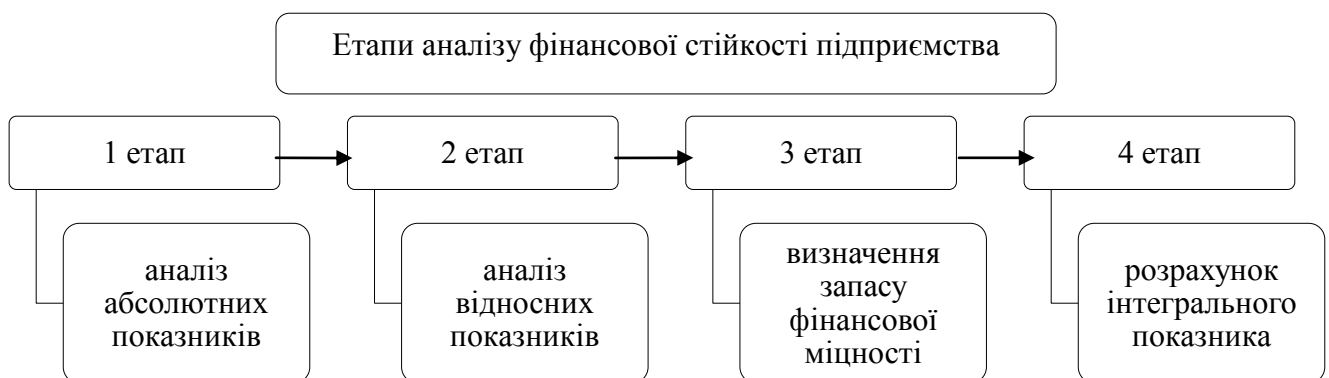 Етапи аналізу фінансової стійкості підприємства
1 етап
2 етап
3 етап
4 етап
аналіз
абсолютних
показників
аналіз
відносних
показників
визначення
запасу
фінансової
міцності
розрахунок
інтегрального
показника